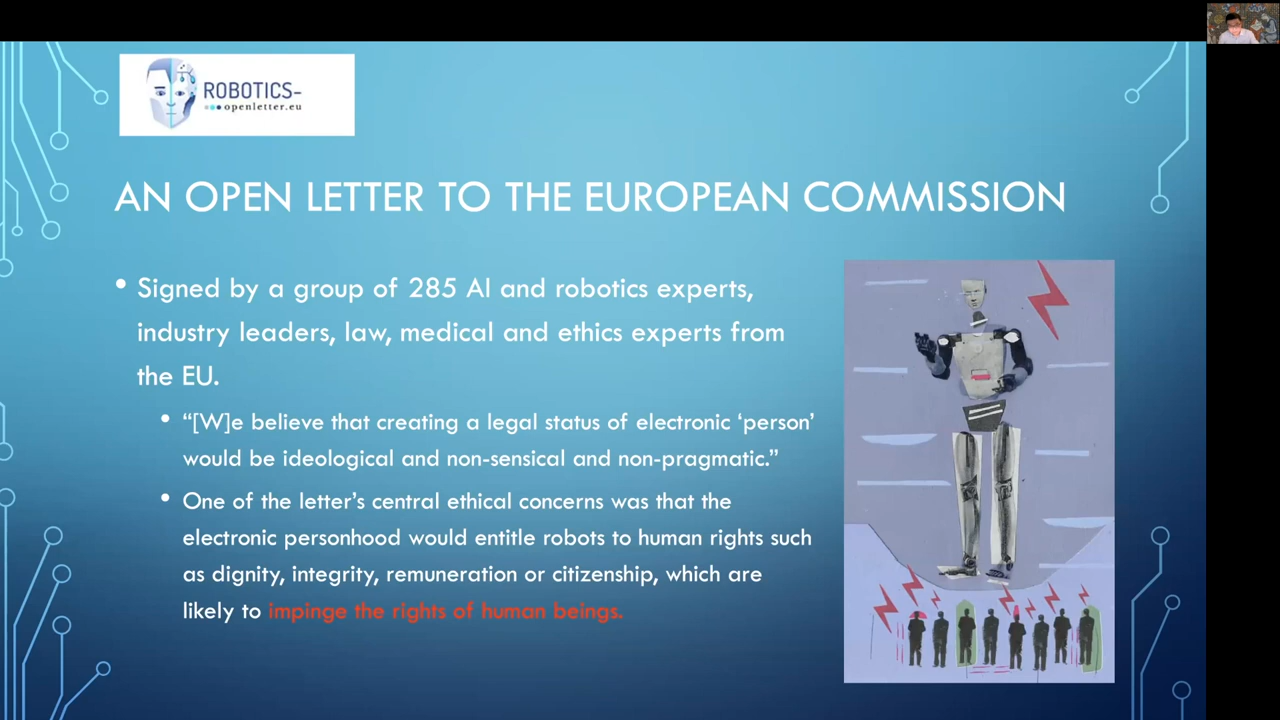 ROBOTICS-
openletter.eu
AN OPEN LETTER TO THE EUROPEAN COMMISSION
• Signed by a group of 285 AI and robotics experts,
industry leaders, law, medical and ethics experts from
the EU.
• “[W]e believe that creating a legal status of electronic ‘person’
would be ideological and non-sensical and non-pragmatic.”
• One of the letter’s central ethical concerns was that the
electronic personhood would entitle robots to human rights such
as dignity, integrity, remuneration or citizenship, which are
likely to impinge the rights of human beings.